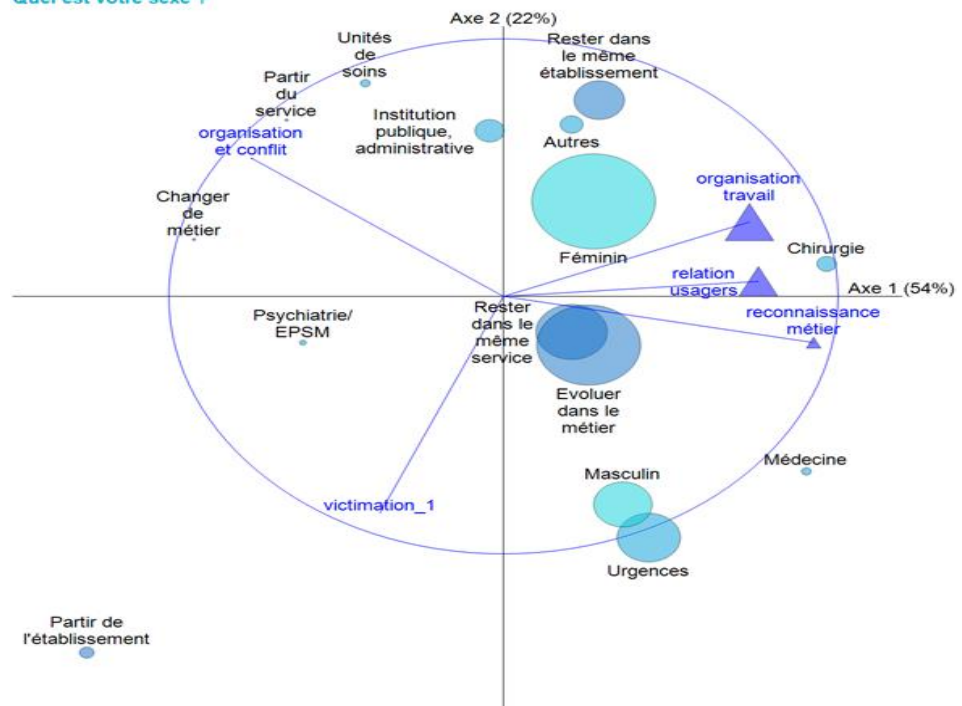 Quel est votre sexe ?
Axe 2 (22%)
Unités
de
soins
Rester dans
le même
établissement
Partir
du
service
Institution
publique,
administrative
Autres
organisation
et conflit
organisation
travail
Changer
de
métier
Chirurgie
Féminin
relation
usagers
Axe 1 (54%)
Psychiatrie/
EPSM
Rester
dans le
même
service
reconnaissance
métier
Evoluer
dans le
métier
Médecine
Masculin
victimation_1
Urgences
Partir de
l'établissement